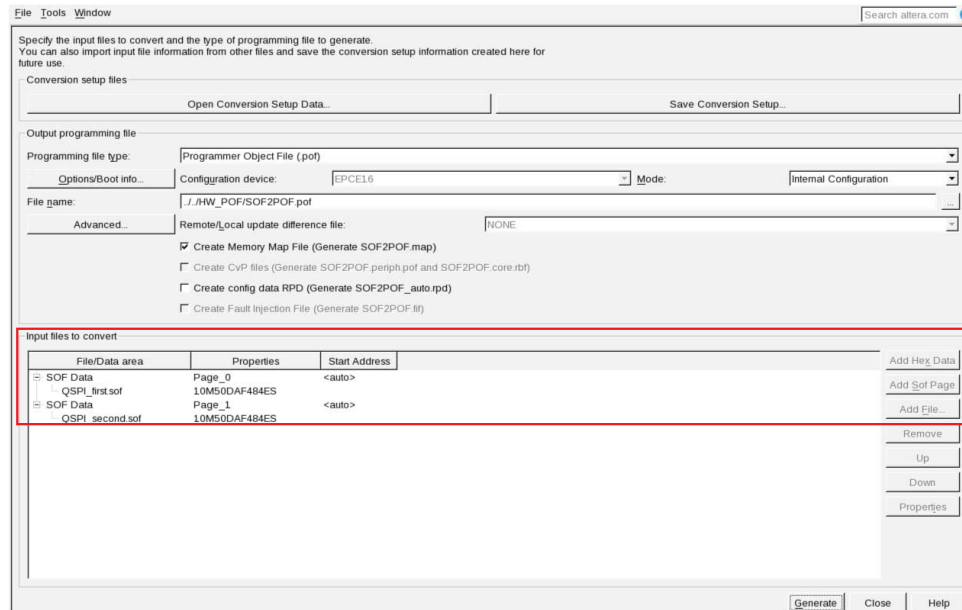 File Tools Window
Search altera.com
Specify the input files to convert and the type of programming file to generate.
You can also import input file information from other files and save the conversion setup information created here for
future use.
Conversion setup files
Open Conversion Setup Data...
Save Conversion Setup...
Output programming file
Programming file type:
Programmer Object File (.pof)
Options/Boot info...
Configuration device:
EPCE16
Mode:
Internal Configuration
File name:
../../HW_POF/SOF2POF.pof
...
Advanced...
Remote/Local update difference file:
NONE
Create Memory Map File (Generate SOF2POF.map)
Create CvP files (Generate SOF2POF.periph.pof and SOF2POF.core.rbf)
Create config data RPD (Generate SOF2POF_auto.rpd)
Create Fault Injection File (Generate SOF2POF.fif)
Input files to convert
File/Data area Properties Start Address
SOF Data Page_0 <auto>
QSPI_first.sof 10M50DAF484ES
SOF Data Page_1 <auto>
QSPI_second.sof 10M50DAF484ES
Add Hex Data
Add Sof Page
Add File...
Remove
Up
Down
Properties
Generate
Close
Help